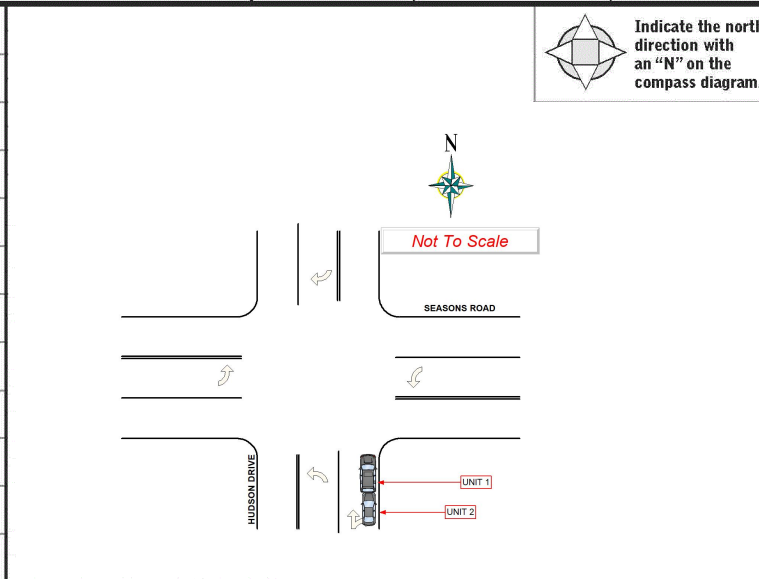 Indicate the north
direction with
an “N” on the
compass diagram.
N
Not To Scale
SEASONS ROAD
HUDSON DRIVE
UNIT 1
UNIT 2